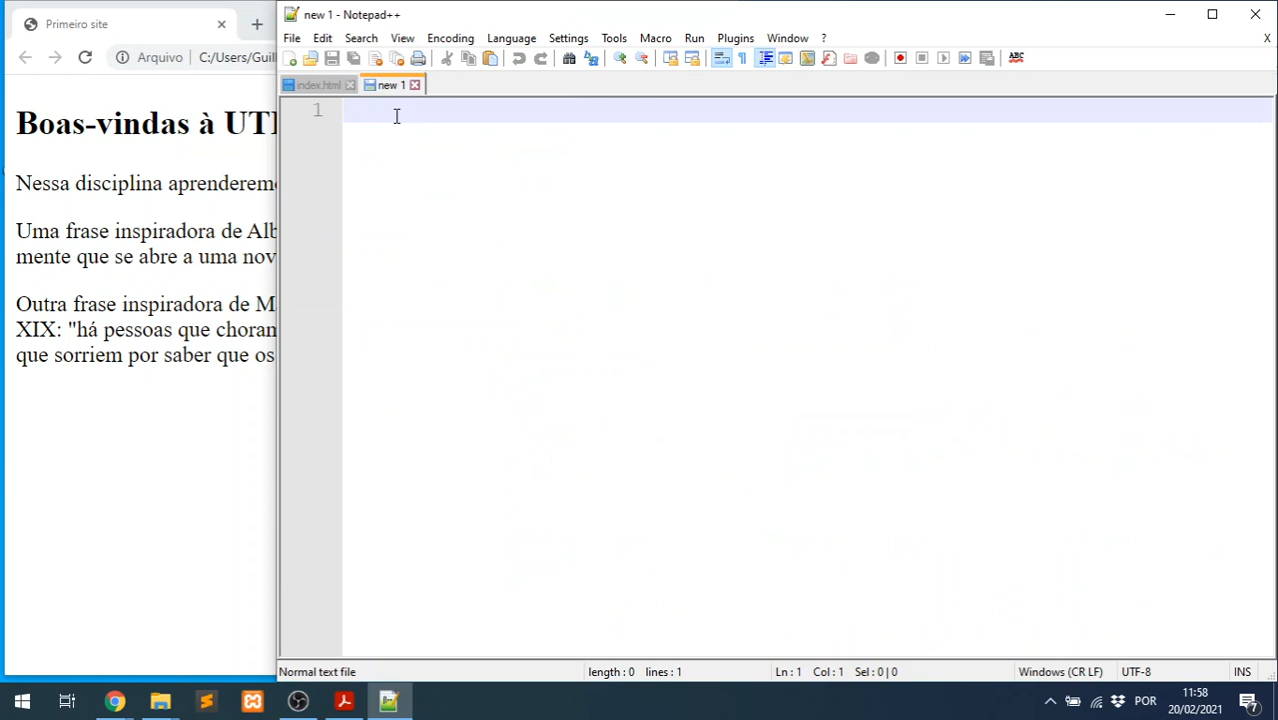 Primeiro site
Arquivo C:/Users/Guil
Boas-vindas à UT
Nessa disciplina aprenderem
Uma frase inspiradora de Alb
mente que se abre a uma nov
Outra frase inspiradora de M
XIX: "há pessoas que choram
que sorriem por saber que os
new 1 - Notepad++
File Edit Search View Encoding Language Settings Tools Macro Run Plugins Window ?
X
index.html new 1
1
Normal text file length : 0 lines : 1 Ln : 1 Col : 1 Sel : 0 | 0 Windows (CR LF) UTF-8 INS
POR 11:58
20/02/2021
7